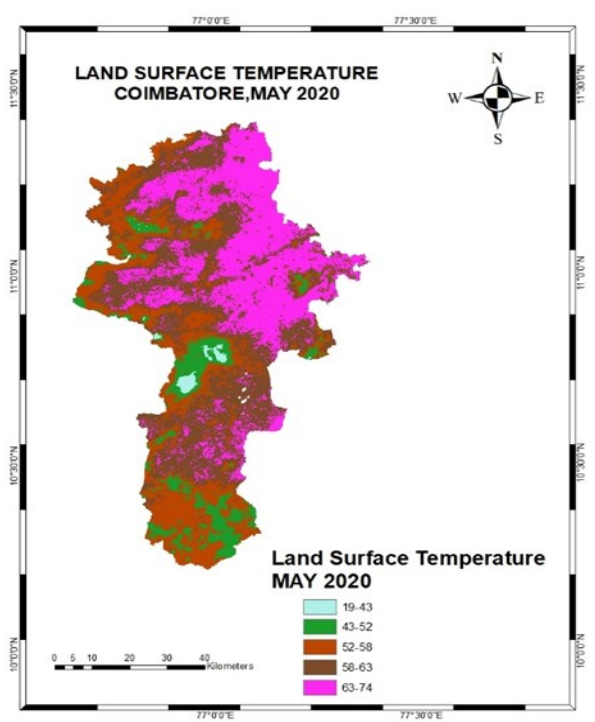 77°0'0"E 77°30'0"E
LAND SURFACE TEMPERATURE
COIMBATORE,MAY 2020
N
W E
S
11°30'0"N 11°30'0"N
11°0'0"N 11°0'0"N
10°30'0"N 10°30'0"N
Land Surface Temperature
MAY 2020
19-43
43-52
52-58
58-63
63-74
10°0'0"N 10°0'0"N
0 5 10 20 30 40
Kilometers
77°0'0"E 77°30'0"E